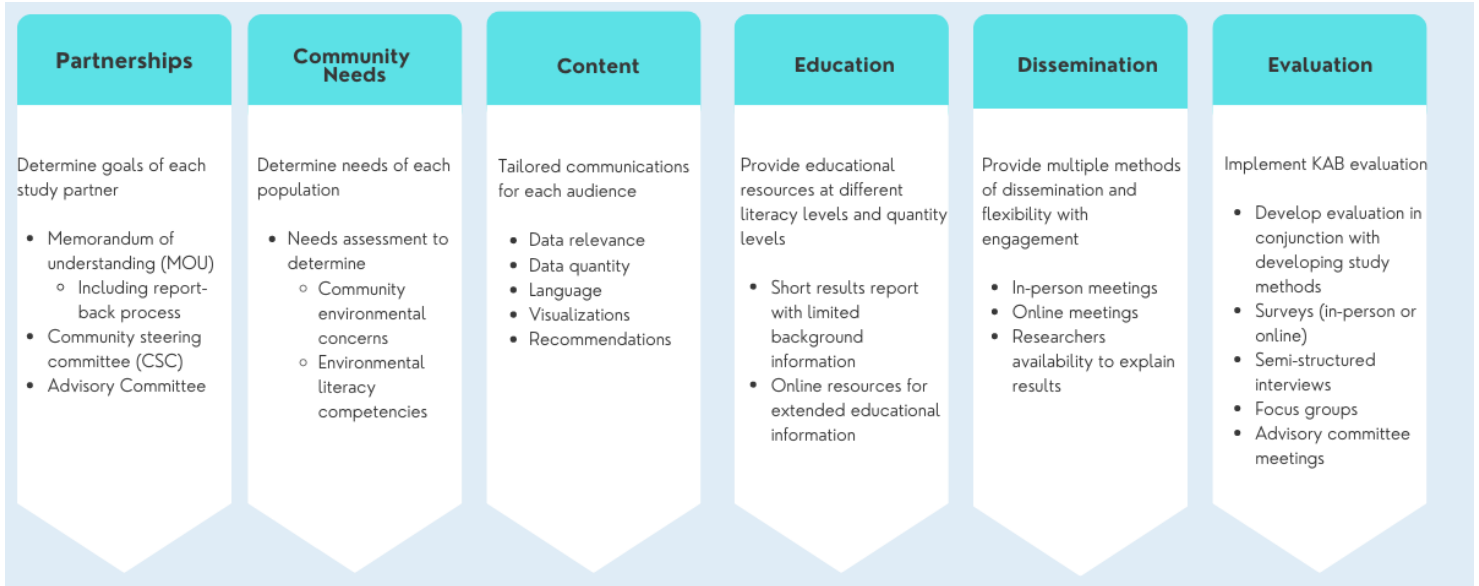 Partnerships
Determine goals of each
study partner
• Memorandum of
understanding (MOU)
◦ Including report-
back process
• Community steering
committee (CSC)
• Advisory Committee
Community
Needs
Determine needs of each
population
• Needs assessment to
determine
◦ Community
environmental
concerns
◦ Environmental
literacy
competencies
Content
Tailored communications
for each audience
• Data relevance
• Data quantity
• Language
• Visualizations
• Recommendations
Education
Provide educational
resources at different
literacy levels and quantity
levels
• Short results report
with limited
background
information
• Online resources for
extended educational
information
Dissemination
Provide multiple methods
of dissemination and
flexibility with
engagement
• In-person meetings
• Online meetings
• Researchers
availability to explain
results
Evaluation
Implement KAB evaluation
• Develop evaluation in
conjunction with
developing study
methods
• Surveys (in-person or
online)
• Semi-structured
interviews
• Focus groups
• Advisory committee
meetings